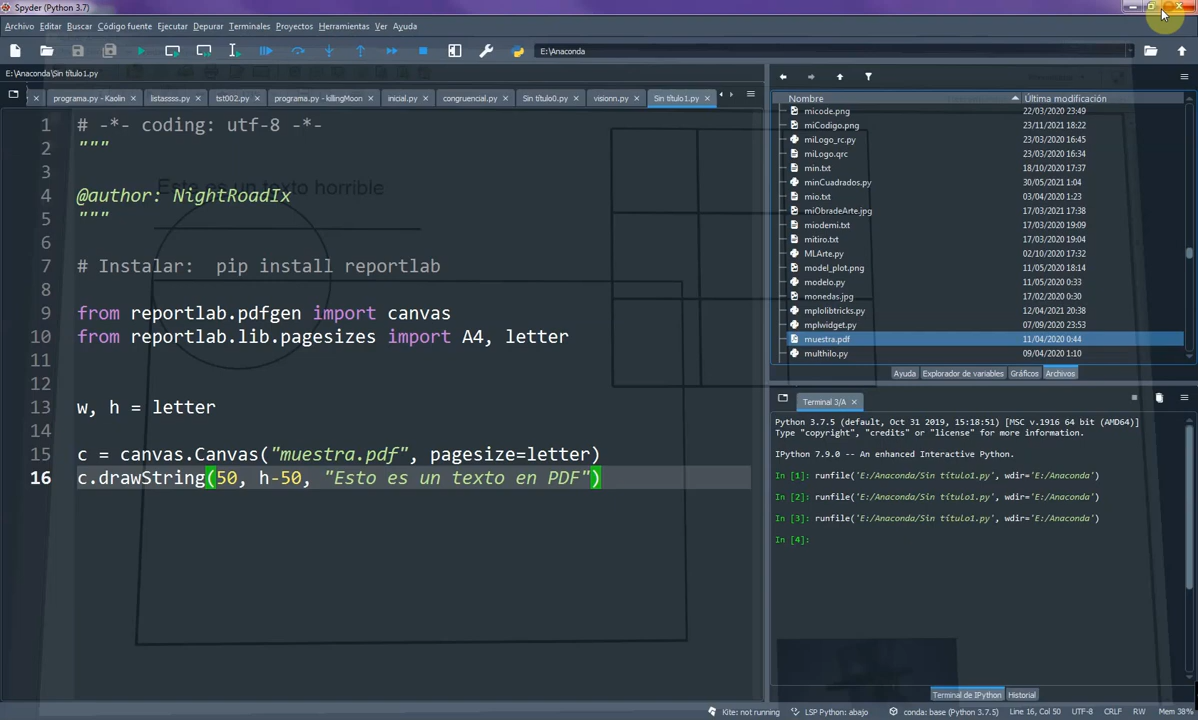 Spyder (Python 3.7)
Archivo Editar Buscar Código fuente Ejecutar Depurar Terminales Proyectos Herramientas Ver Ayuda
E:\Anaconda
E:\Anaconda\Sin título1.py
programa.py - Kaolin
listassss.py
tst002.py
programa.py - killingMoon
inicial.py
congruencial.py
Sin título0.py
visionn.py
Sin título1.py
1 # -*- coding: utf-8 -*-
2 """
3
4 @author: NightRoadIx
5 """
6
7 # Instalar: pip install reportlab
8
9 from reportlab.pdfgen import canvas
10 from reportlab.lib.pagesizes import A4, letter
11
12
13 w, h = letter
14
15 c = canvas.Canvas("muestra.pdf", pagesize=letter)
16 c.drawString(50, h-50, "Esto es un texto en PDF")
Esto es un texto horrible
Nombre Última modificación
micode.png 22/03/2020 23:49
miCodigo.png 23/11/2021 18:22
miLogo_rc.py 23/03/2020 16:45
miLogo.qrc 23/03/2020 16:34
min.txt 18/10/2020 17:37
minCuadrados.py 30/05/2021 1:04
mio.txt 03/04/2020 1:23
miObradeArte.jpg 17/03/2021 17:38
miodemi.txt 17/03/2020 19:09
mitiro.txt 17/03/2020 19:04
MLArte.py 02/10/2020 17:32
model_plot.png 11/05/2020 18:14
modelo.py 11/05/2020 0:33
monedas.jpg 17/02/2020 0:30
mplolibtricks.py 12/04/2021 20:38
mplwidget.py 07/09/2020 23:53
muestra.pdf 11/04/2020 0:44
multhilo.py 09/04/2020 1:10
Ayuda Explorador de variables Gráficos Archivos
Terminal 3/A
Python 3.7.5 (default, Oct 31 2019, 15:18:51) [MSC v.1916 64 bit (AMD64)]
Type "copyright", "credits" or "license" for more information.
IPython 7.9.0 -- An enhanced Interactive Python.
In [1]: runfile('E:/Anaconda/Sin título1.py', wdir='E:/Anaconda')
In [2]: runfile('E:/Anaconda/Sin título1.py', wdir='E:/Anaconda')
In [3]: runfile('E:/Anaconda/Sin título1.py', wdir='E:/Anaconda')
In [4]:
Terminal de IPython Historial
Kite: not running LSP Python: abajo conda: base (Python 3.7.5) Line 16, Col 50 UTF-8 CRLF RW Mem 38%